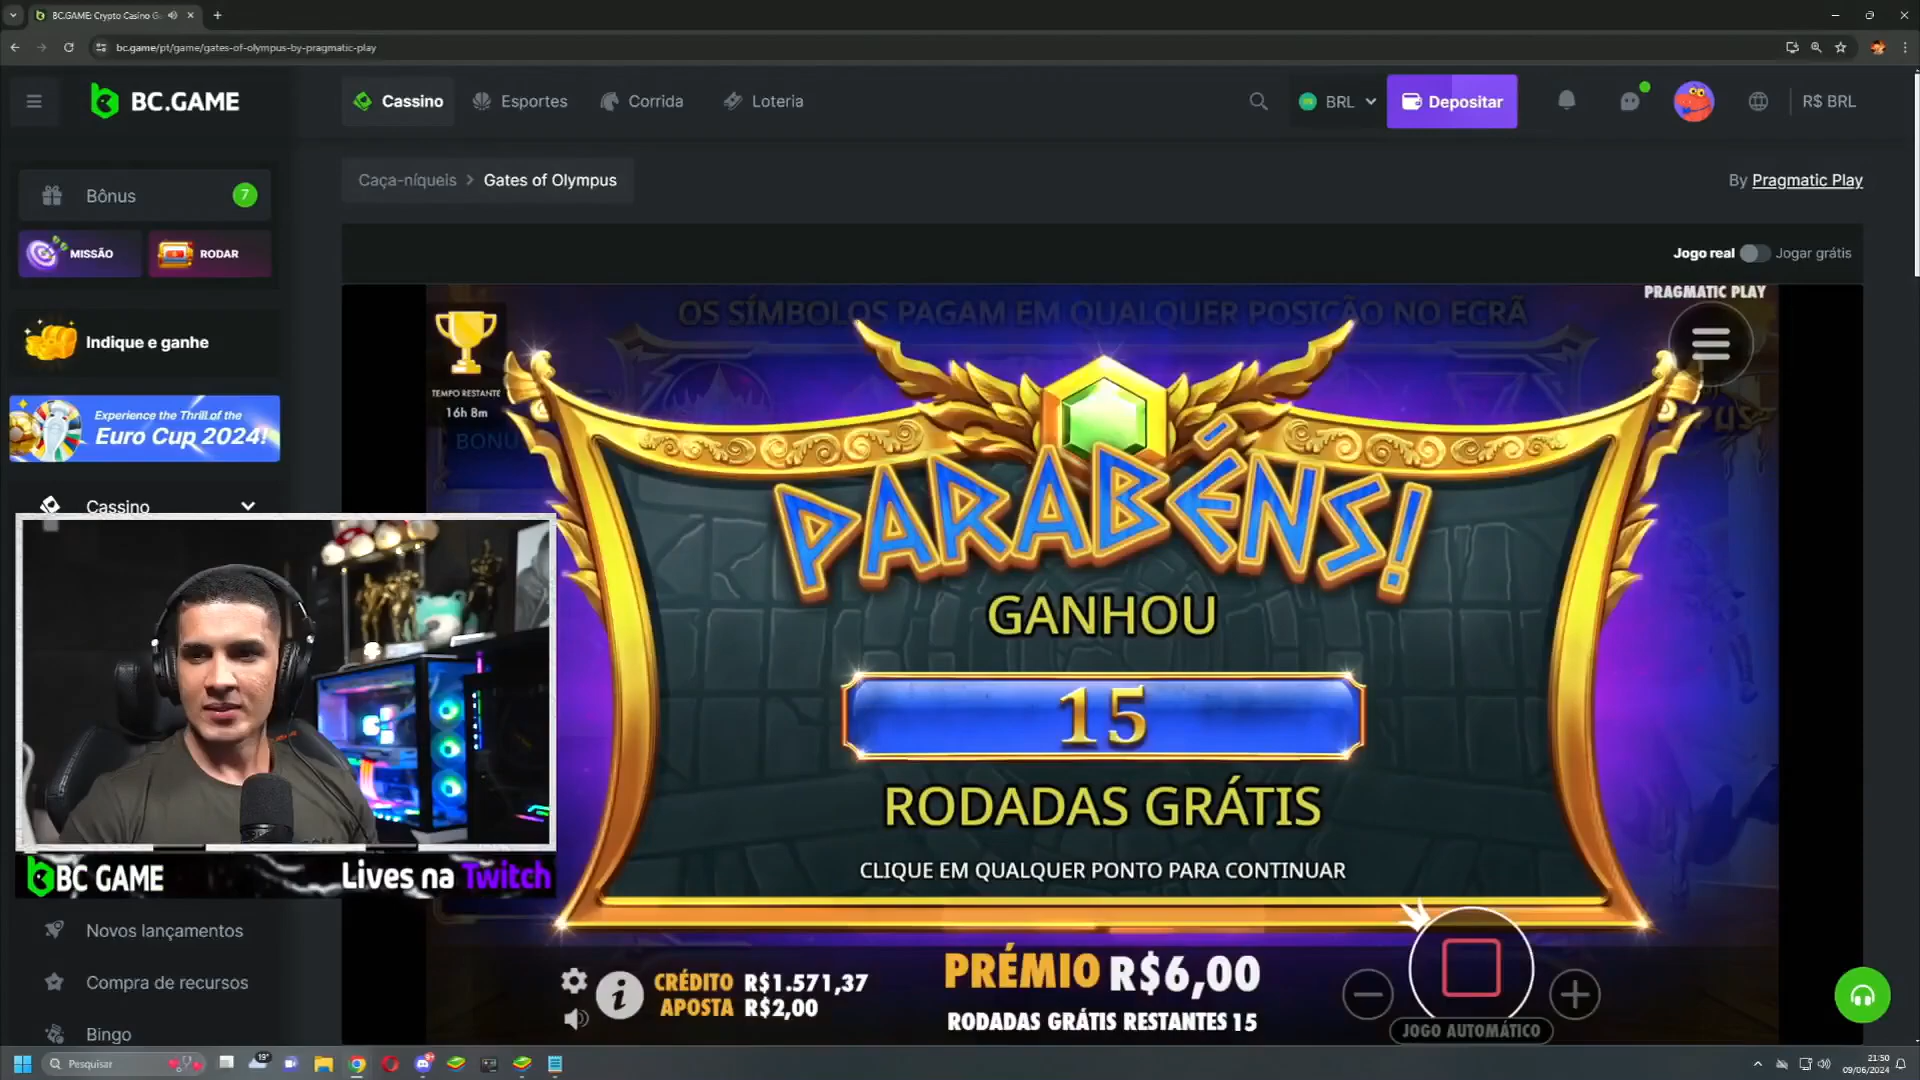 BC.GAME: Crypto Casino G
bc.game/pt/game/gates-of-olympus-by-pragmatic-play
BC.GAME
Cassino
Esportes
Corrida
Loteria
BRL
Depositar
R$ BRL
Bônus
7
MISSÃO
RODAR
Indique e ganhe
Experience the Thrill of the
Euro Cup 2024!
Cassino
Caça-níqueis > Gates of Olympus
By Pragmatic Play
Jogo real
Jogar grátis
PRAGMATIC PLAY
OS SÍMBOLOS PAGAM EM QUALQUER POSIÇÃO NO ECRÃ
TEMPO RESTANTE
16h 8m
BONU
PARABÉNS!
GANHOU
15
RODADAS GRÁTIS
CLIQUE EM QUALQUER PONTO PARA CONTINUAR
BC GAME
Lives na Twitch
Novos lançamentos
Compra de recursos
Bingo
CRÉDITO R$1.571,37
APOSTA R$2,00
PRÉMIO R$6,00
RODADAS GRÁTIS RESTANTES 15
JOGO AUTOMÁTICO
Pesquisar
19°
21:50
09/06/2024